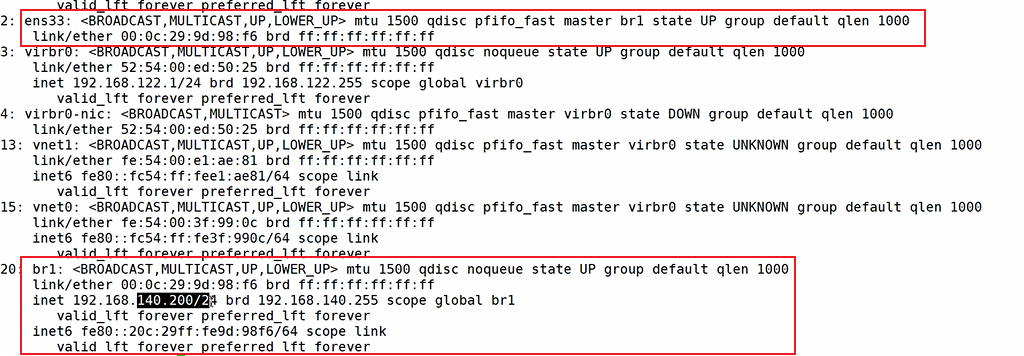 valid_lft forever preferred_lft forever
2: ens33: <BROADCAST,MULTICAST,UP,LOWER_UP> mtu 1500 qdisc pfifo_fast master br1 state UP group default qlen 1000
link/ether 00:0c:29:9d:98:f6 brd ff:ff:ff:ff:ff:ff
3: virbr0: <BROADCAST,MULTICAST,UP,LOWER_UP> mtu 1500 qdisc noqueue state UP group default qlen 1000
link/ether 52:54:00:ed:50:25 brd ff:ff:ff:ff:ff:ff
inet 192.168.122.1/24 brd 192.168.122.255 scope global virbr0
valid_lft forever preferred_lft forever
4: virbr0-nic: <BROADCAST,MULTICAST> mtu 1500 qdisc pfifo_fast master virbr0 state DOWN group default qlen 1000
link/ether 52:54:00:ed:50:25 brd ff:ff:ff:ff:ff:ff
13: vnet1: <BROADCAST,MULTICAST,UP,LOWER_UP> mtu 1500 qdisc pfifo_fast master virbr0 state UNKNOWN group default qlen 1000
link/ether fe:54:00:e1:ae:81 brd ff:ff:ff:ff:ff:ff
inet6 fe80::fc54:ff:fee1:ae81/64 scope link
valid_lft forever preferred_lft forever
15: vnet0: <BROADCAST,MULTICAST,UP,LOWER_UP> mtu 1500 qdisc pfifo_fast master virbr0 state UNKNOWN group default qlen 1000
link/ether fe:54:00:3f:99:0c brd ff:ff:ff:ff:ff:ff
inet6 fe80::fc54:ff:fe3f:990c/64 scope link
valid_lft forever preferred_lft forever
20: br1: <BROADCAST,MULTICAST,UP,LOWER_UP> mtu 1500 qdisc noqueue state UP group default qlen 1000
link/ether 00:0c:29:9d:98:f6 brd ff:ff:ff:ff:ff:ff
inet 192.168.140.200/24 brd 192.168.140.255 scope global br1
valid_lft forever preferred_lft forever
inet6 fe80::20c:29ff:fe9d:98f6/64 scope link
valid lft forever preferred lft forever